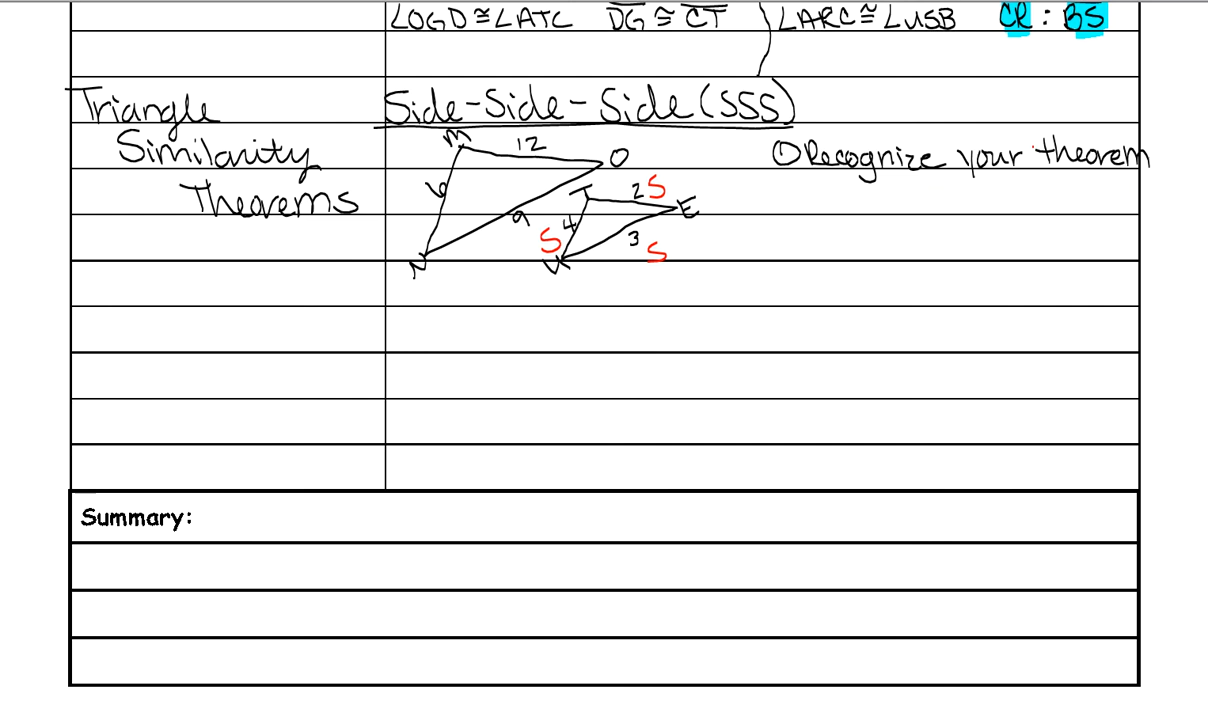 ∠OGD≅∠ATC  DG≅CT  ∠ARC≅∠USB  CR : BS
Triangle
Similarity
Theorems
Side-Side-Side (SSS)
M 12 O
6
9
N
T 2 S E
S 4
3 S
K
① Recognize your theorem
Summary: